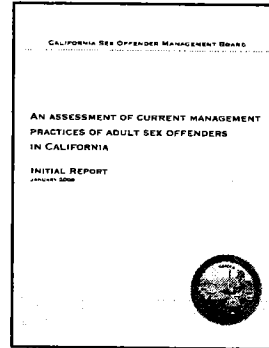 CALIFORNIA SEX OFFENDER MANAGEMENT BOARD
AN ASSESSMENT OF CURRENT MANAGEMENT
PRACTICES OF ADULT SEX OFFENDERS
IN CALIFORNIA
INITIAL REPORT
JANUARY 2008